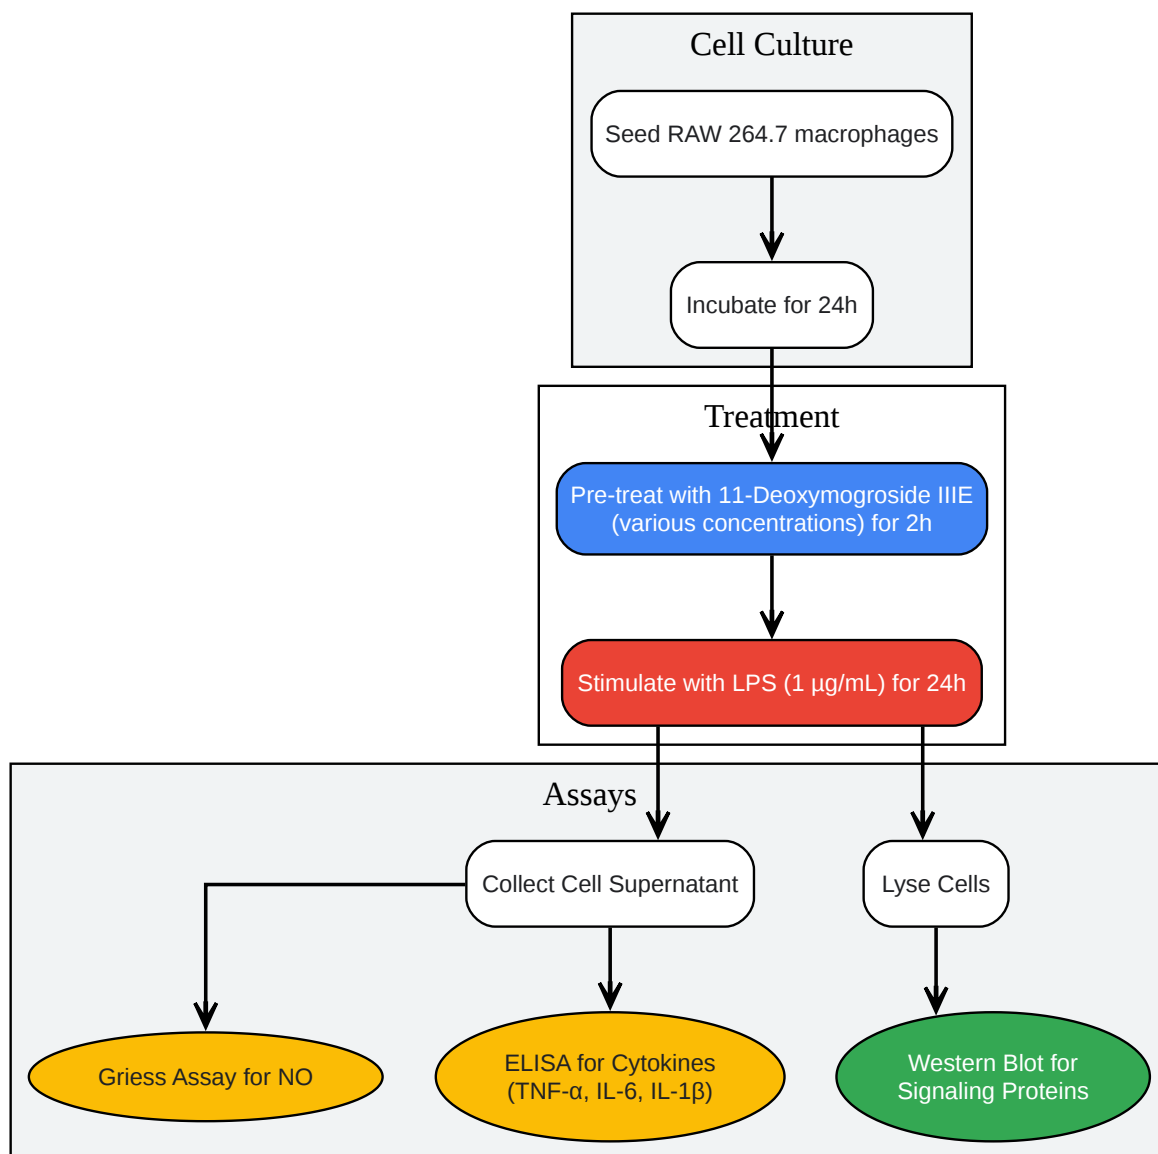 Cell Culture
Seed RAW 264.7 macrophages
Incubate for 24h
Treatment
Pre-treat with 11-Deoxymogroside IIIE
(various concentrations) for 2h
Stimulate with LPS (1 µg/mL) for 24h
Assays
Collect Cell Supernatant
Lyse Cells
Griess Assay for NO
ELISA for Cytokines
(TNF-α, IL-6, IL-1β)
Western Blot for
Signaling Proteins